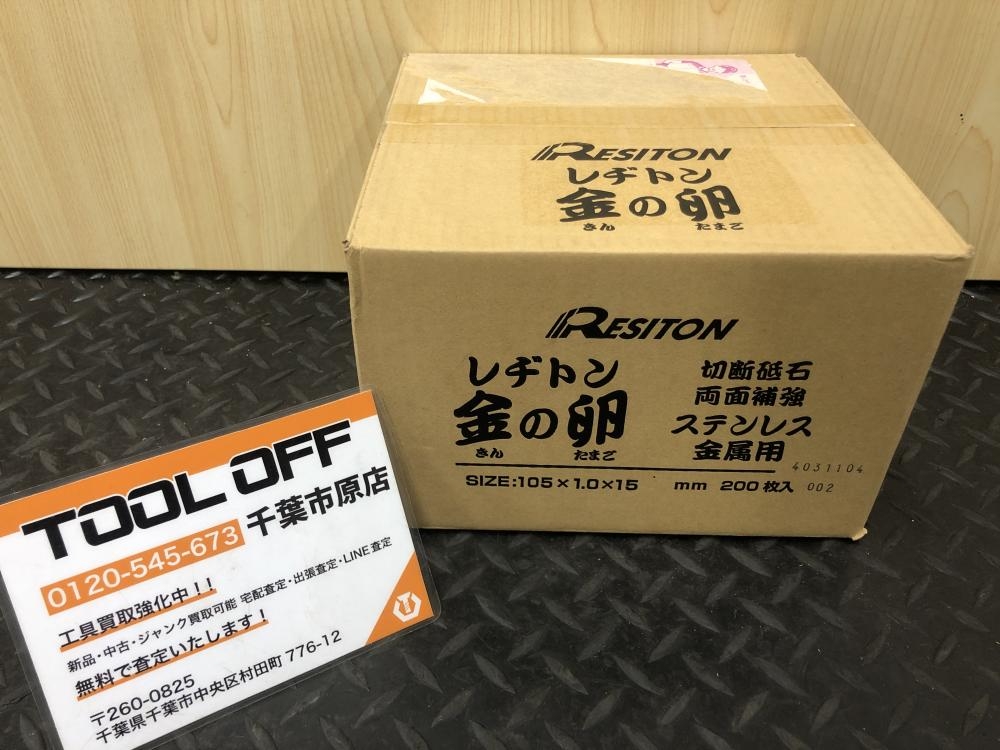 RESITON
レヂトン
金の卵
きん たまご
RESITON
レヂトン
金の卵
きん たまご
切断砥石
両面補強
ステンレス
金属用
4031104
SIZE:105×1.0×15 mm 200枚入 002
TOOL OFF
0120-545-673 千葉市原店
工具買取強化中！！
新品・中古・ジャンク買取可能 宅配査定・出張査定・LINE査定
無料で査定いたします！
〒260-0825
千葉県千葉市中央区村田町 776-12